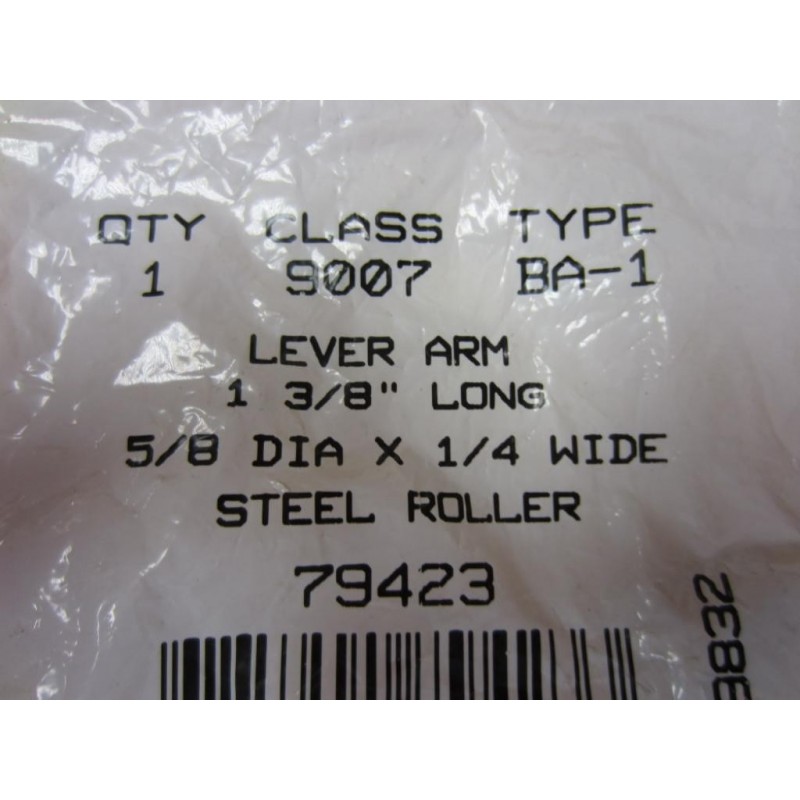 QTY CLASS TYPE
1 9007 BA-1
LEVER ARM
1 3/8" LONG
5/8 DIA X 1/4 WIDE
STEEL ROLLER
79423